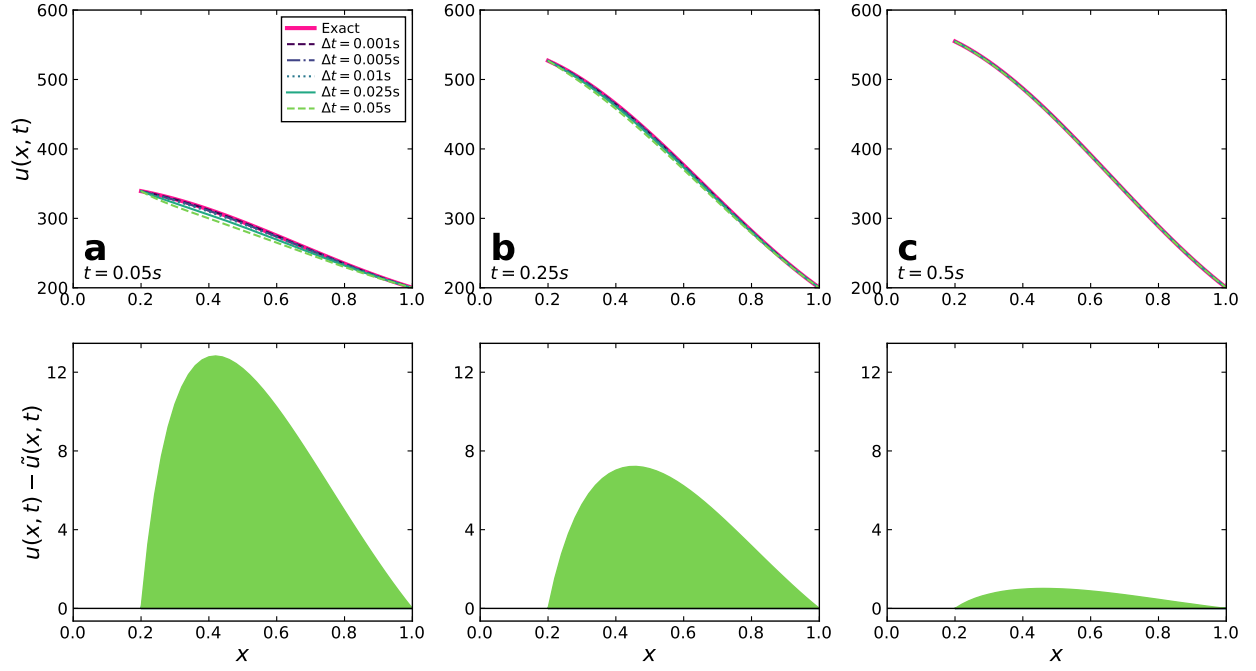 600
500
400
300
200
u(x, t)
Exact
Δt = 0.001s
Δt = 0.005s
Δt = 0.01s
Δt = 0.025s
Δt = 0.05s
a
t = 0.05s
0.0 0.2 0.4 0.6 0.8 1.0
600
500
400
300
200
b
t = 0.25s
0.0 0.2 0.4 0.6 0.8 1.0
600
500
400
300
200
c
t = 0.5s
0.0 0.2 0.4 0.6 0.8 1.0
12
8
4
0
u(x, t) − ũ(x, t)
0.0 0.2 0.4 0.6 0.8 1.0
x
12
8
4
0
0.0 0.2 0.4 0.6 0.8 1.0
x
12
8
4
0
0.0 0.2 0.4 0.6 0.8 1.0
x